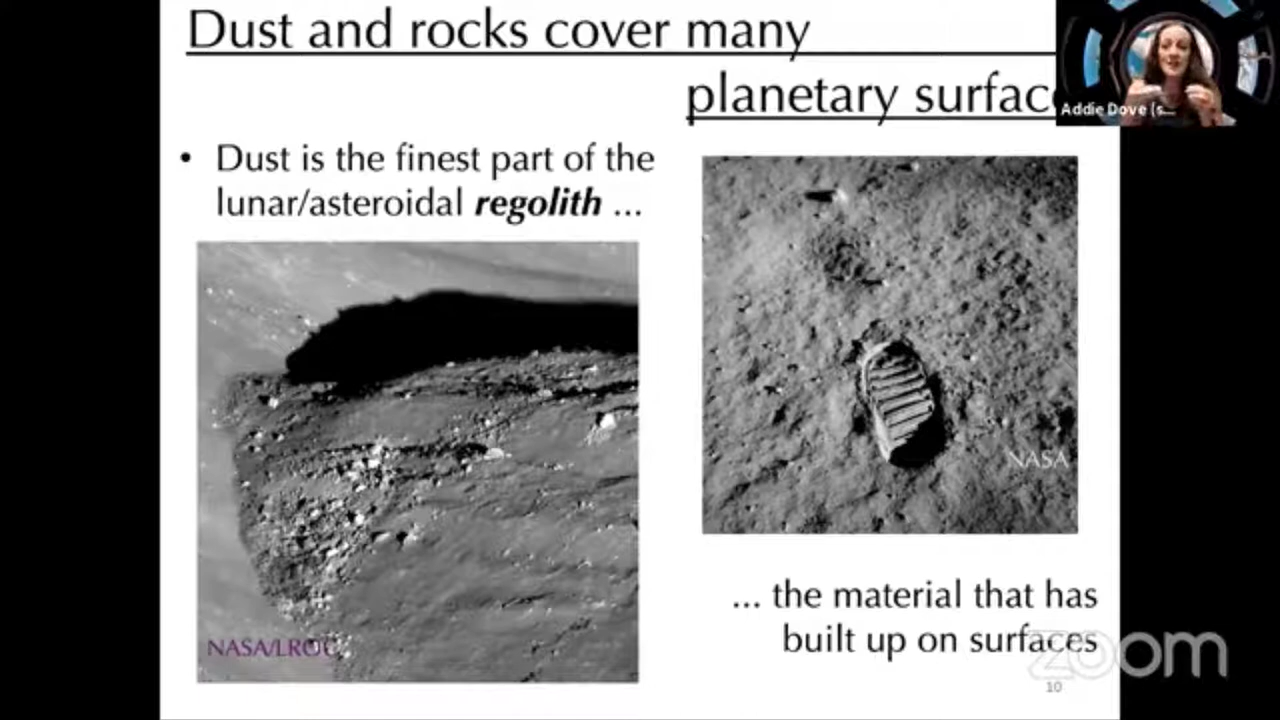 Dust and rocks cover many
planetary surfac
Addie Dove (s...
• Dust is the finest part of the
lunar/asteroidal regolith ...
NASA
NASA/LROC
... the material that has
built up on surfaces
zoom
10